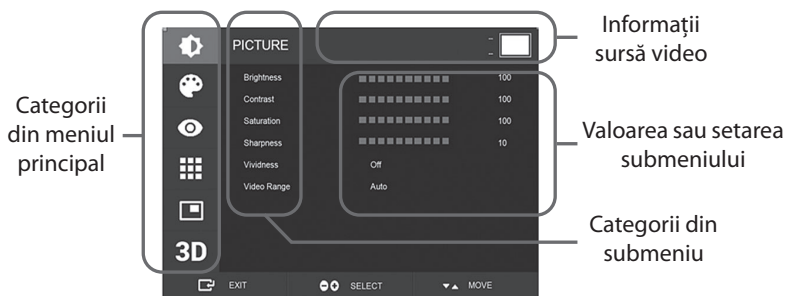 Informații
sursă video
PICTURE
Brightness 100
Contrast 100
Saturation 100
Sharpness 10
Vividness Off
Video Range Auto
3D
EXIT SELECT MOVE
Categorii
din meniul
principal
Valoarea sau setarea
submeniului
Categorii din
submeniu